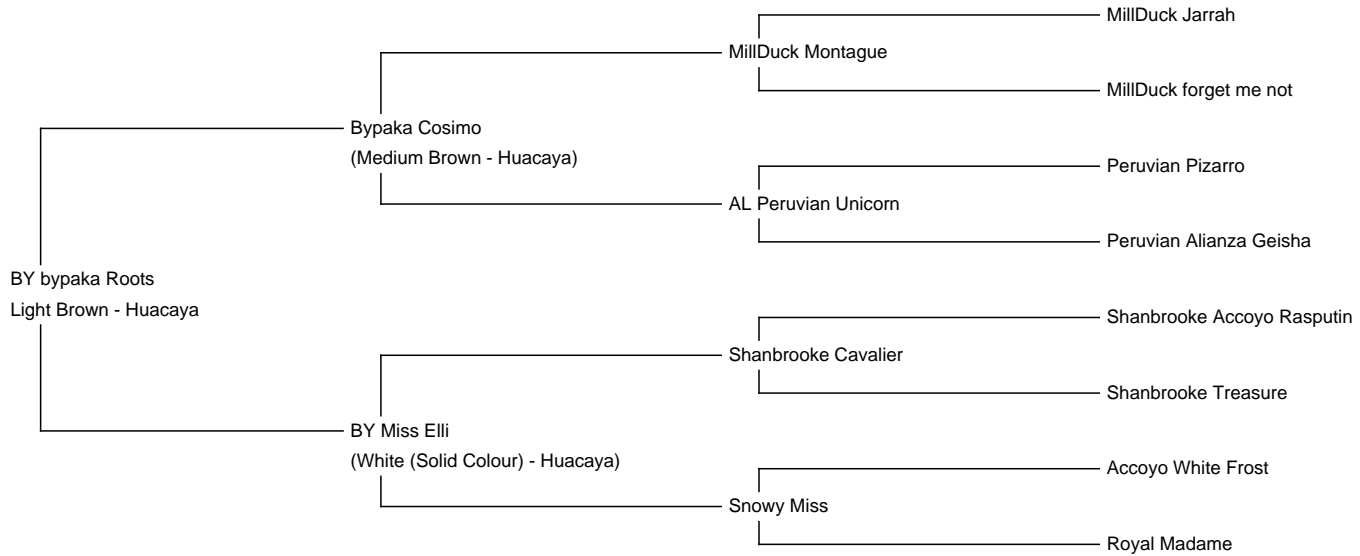 MillDuck Jarrah
MillDuck Montague
MillDuck forget me not
Bypaka Cosimo
(Medium Brown - Huacaya)
Peruvian Pizarro
AL Peruvian Unicorn
Peruvian Alianza Geisha
BY bypaka Roots
Light Brown - Huacaya
Shanbrooke Accoyo Rasputin
Shanbrooke Cavalier
Shanbrooke Treasure
BY Miss Elli
(White (Solid Colour) - Huacaya)
Accoyo White Frost
Snowy Miss
Royal Madame